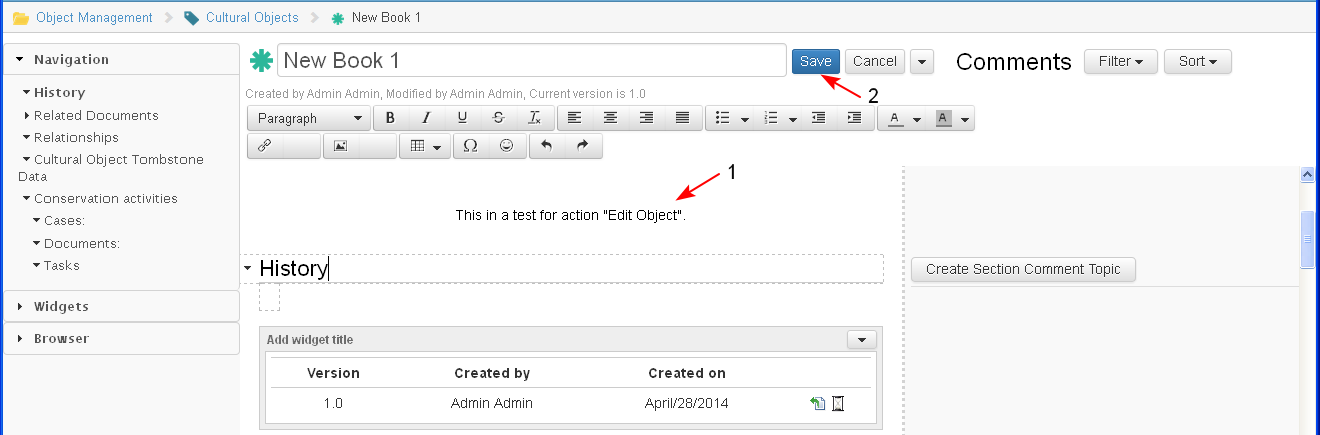 Object Management Cultural Objects New Book 1
Navigation
History
Related Documents
Relationships
Cultural Object Tombstone
Data
Conservation activities
Cases:
Documents:
Tasks
Widgets
Browser
New Book 1 Save Cancel Comments Filter Sort
2
Created by Admin Admin, Modified by Admin Admin, Current version is 1.0
Paragraph B I U S Tx A A
Ω
1
This in a test for action "Edit Object".
History
Create Section Comment Topic
Add widget title
Version Created by Created on
1.0 Admin Admin April/28/2014